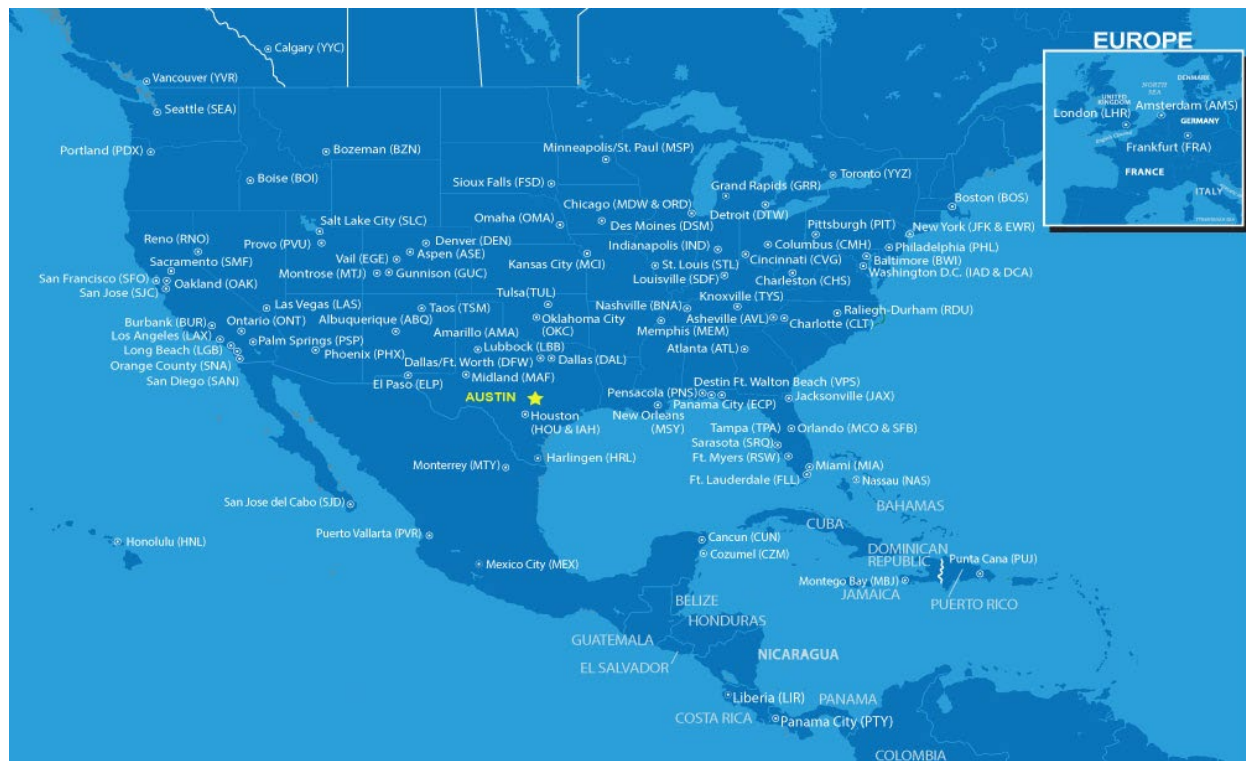 EUROPE
Calgary (YYC)
Vancouver (YVR)
Seattle (SEA)
NORTH
SEA
DENMARK
UNITED
KINGDOM
Amsterdam (AMS)
London (LHR)
GERMANY
English Channel
Frankfurt (FRA)
FRANCE
ITALY
Portland (PDX)
Bozeman (BZN)
Minneapolis/St. Paul (MSP)
Boise (BOI)
Sioux Falls (FSD)
Toronto (YYZ)
Grand Rapids (GRR)
Boston (BOS)
Chicago (MDW & ORD)
Detroit (DTW)
Salt Lake City (SLC)
Omaha (OMA)
Des Moines (DSM)
Pittsburgh (PIT)
New York (JFK & EWR)
Reno (RNO)
Provo (PVU)
Denver (DEN)
Indianapolis (IND)
Columbus (CMH)
Philadelphia (PHL)
Vail (EGE)
Aspen (ASE)
Sacramento (SMF)
Kansas City (MCI)
St. Louis (STL)
Cincinnati (CVG)
Baltimore (BWI)
Montrose (MTJ)
Gunnison (GUC)
Washington D.C. (IAD & DCA)
San Francisco (SFO)
Oakland (OAK)
Louisville (SDF)
Charleston (CHS)
San Jose (SJC)
Tulsa(TUL)
Knoxville (TYS)
Las Vegas (LAS)
Taos (TSM)
Nashville (BNA)
Raliegh-Durham (RDU)
Burbank (BUR)
Ontario (ONT)
Albuquerique (ABQ)
Oklahoma City
(OKC)
Asheville (AVL)
Charlotte (CLT)
Los Angeles (LAX)
Amarillo (AMA)
Memphis (MEM)
Palm Springs (PSP)
Long Beach (LGB)
Phoenix (PHX)
Lubbock (LBB)
Atlanta (ATL)
Orange County (SNA)
Dallas/Ft. Worth (DFW)
Dallas (DAL)
San Diego (SAN)
El Paso (ELP)
Midland (MAF)
Destin Ft. Walton Beach (VPS)
Pensacola (PNS)
AUSTIN
Panama City (ECP)
Jacksonville (JAX)
Houston
(HOU & IAH)
New Orleans
(MSY)
Tampa (TPA)
Orlando (MCO & SFB)
Sarasota (SRQ)
Harlingen (HRL)
Ft. Myers (RSW)
Monterrey (MTY)
Miami (MIA)
Ft. Lauderdale (FLL)
Nassau (NAS)
San Jose del Cabo (SJD)
BAHAMAS
CUBA
Honolulu (HNL)
Puerto Vallarta (PVR)
Cancun (CUN)
Cozumel (CZM)
DOMINICAN
REPUBLIC
Punta Cana (PUJ)
Mexico City (MEX)
Montego Bay (MBJ)
JAMAICA
PUERTO RICO
BELIZE
HONDURAS
GUATEMALA
EL SALVADOR
NICARAGUA
Liberia (LIR)
PANAMA
COSTA RICA
Panama City (PTY)
COLOMBIA